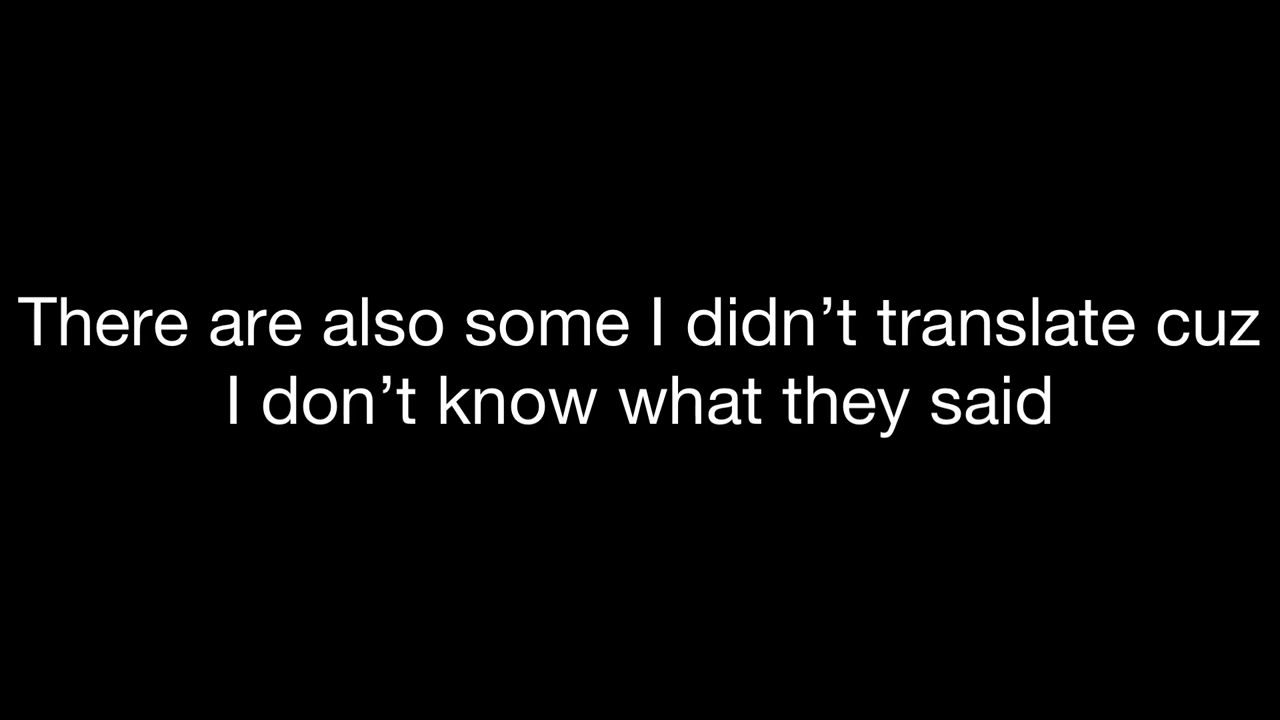 There are also some I didn’t translate cuz
I don’t know what they said